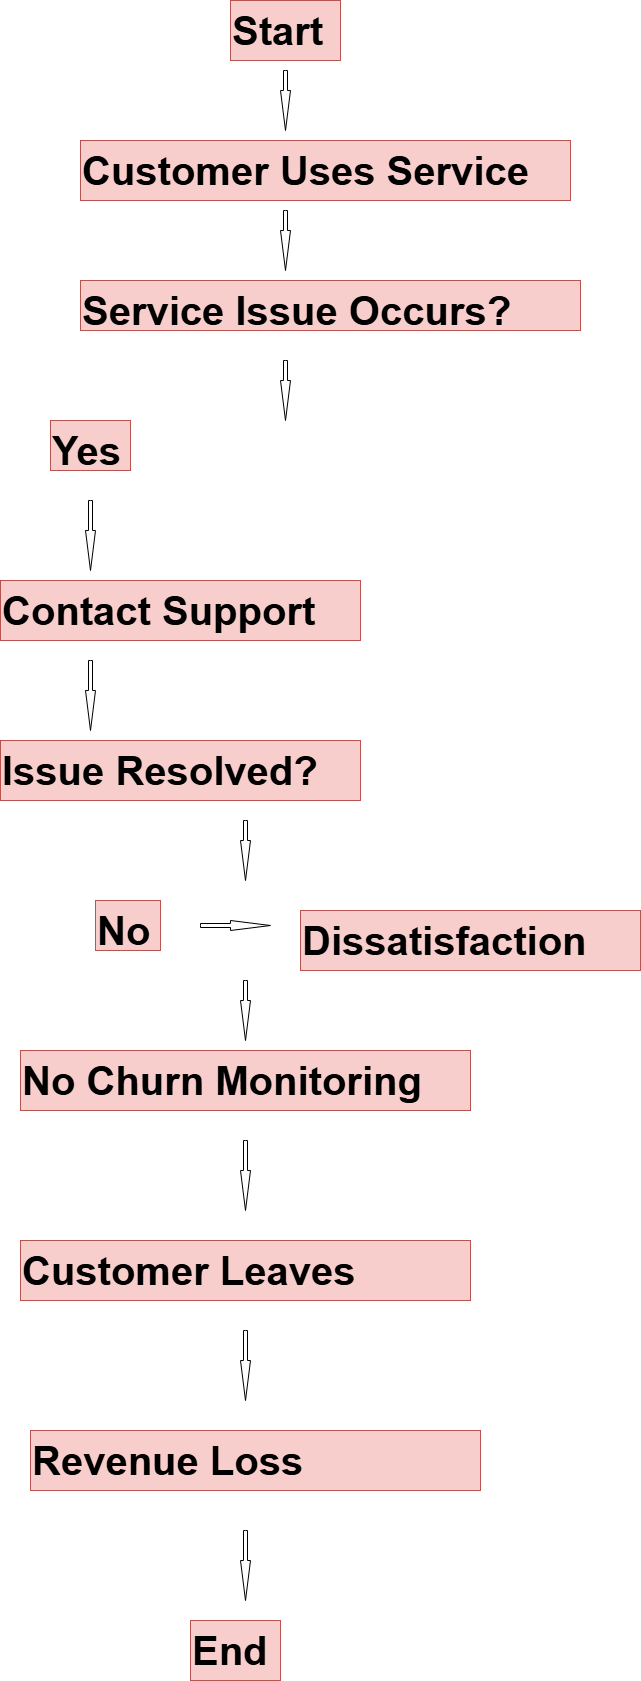 Start
Customer Uses Service
Service Issue Occurs?
Yes
Contact Support
Issue Resolved?
No
Dissatisfaction
No Churn Monitoring
Customer Leaves
Revenue Loss
End